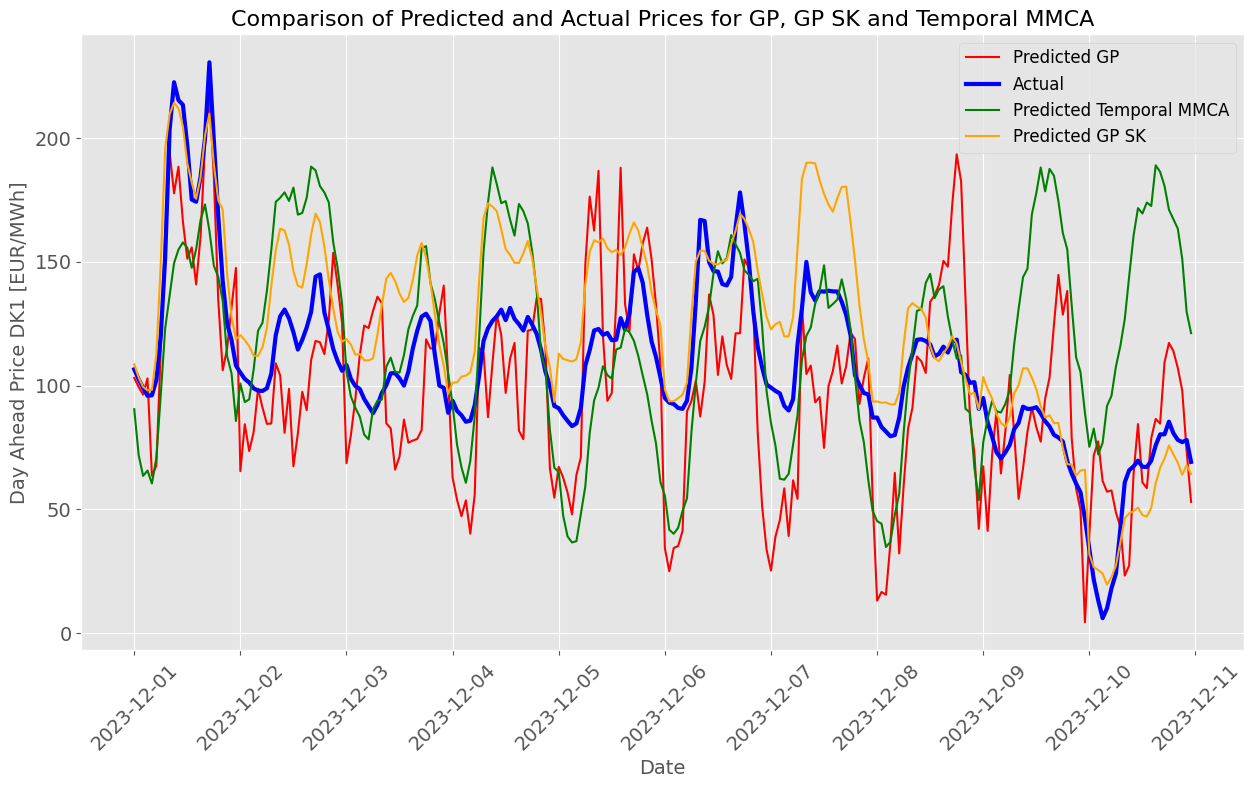 Comparison of Predicted and Actual Prices for GP, GP SK and Temporal MMCA
Predicted GP
Actual
Predicted Temporal MMCA
Predicted GP SK
Day Ahead Price DK1 [EUR/MWh]
200
150
100
50
0
2023-12-01
2023-12-02
2023-12-03
2023-12-04
2023-12-05
2023-12-06
2023-12-07
2023-12-08
2023-12-09
2023-12-10
2023-12-11
Date